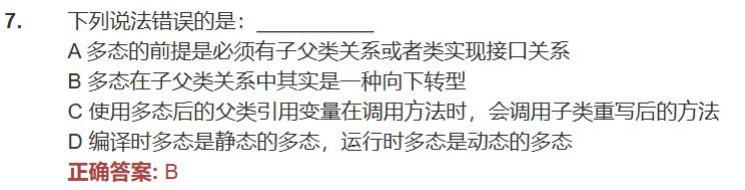 7. 下列说法错误的是：___________
A 多态的前提是必须有子父类关系或者类实现接口关系
B 多态在子父类关系中其实是一种向下转型
C 使用多态后的父类引用变量在调用方法时，会调用子类重写后的方法
D 编译时多态是静态的多态，运行时多态是动态的多态
正确答案: B